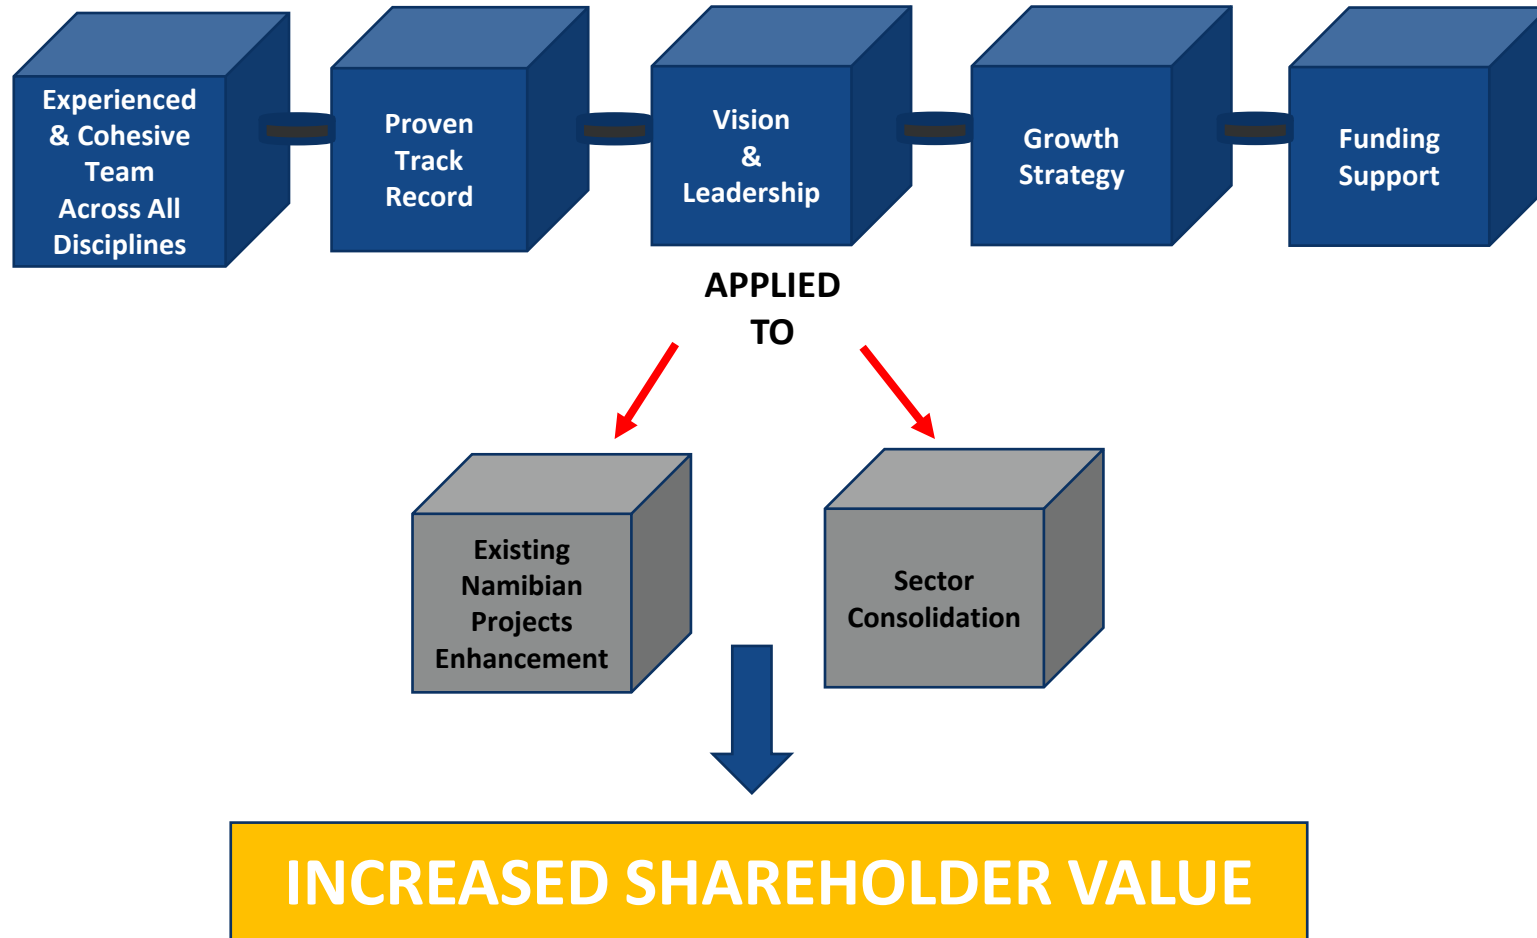 Experienced
& Cohesive
Team
Across All
Disciplines
Proven
Track
Record
Vision
&
Leadership
Growth
Strategy
Funding
Support
APPLIED
TO
Existing
Namibian
Projects
Enhancement
Sector
Consolidation
INCREASED SHAREHOLDER VALUE